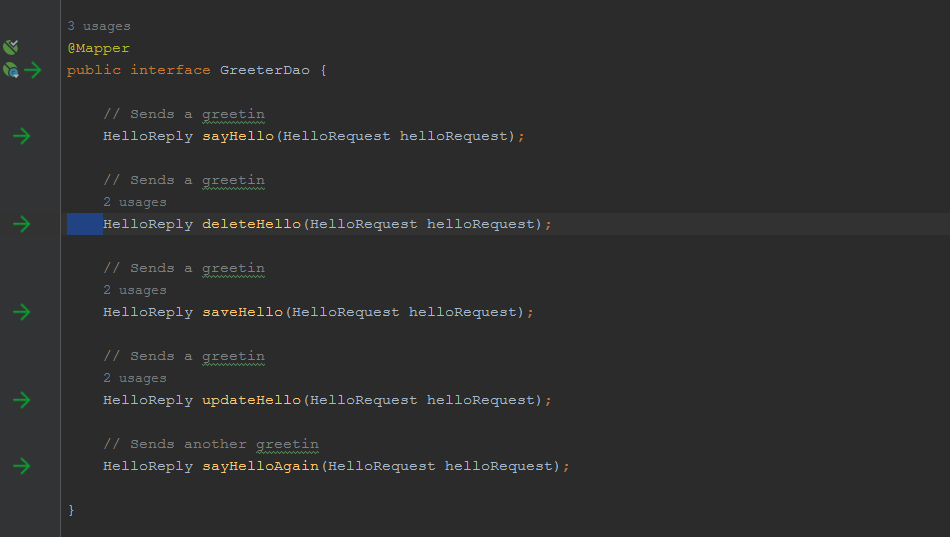 3 usages
@Mapper
public interface GreeterDao {
// Sends a greetin
HelloReply sayHello(HelloRequest helloRequest);
// Sends a greetin
2 usages
HelloReply deleteHello(HelloRequest helloRequest);
// Sends a greetin
2 usages
HelloReply saveHello(HelloRequest helloRequest);
// Sends a greetin
2 usages
HelloReply updateHello(HelloRequest helloRequest);
// Sends another greetin
HelloReply sayHelloAgain(HelloRequest helloRequest);
}